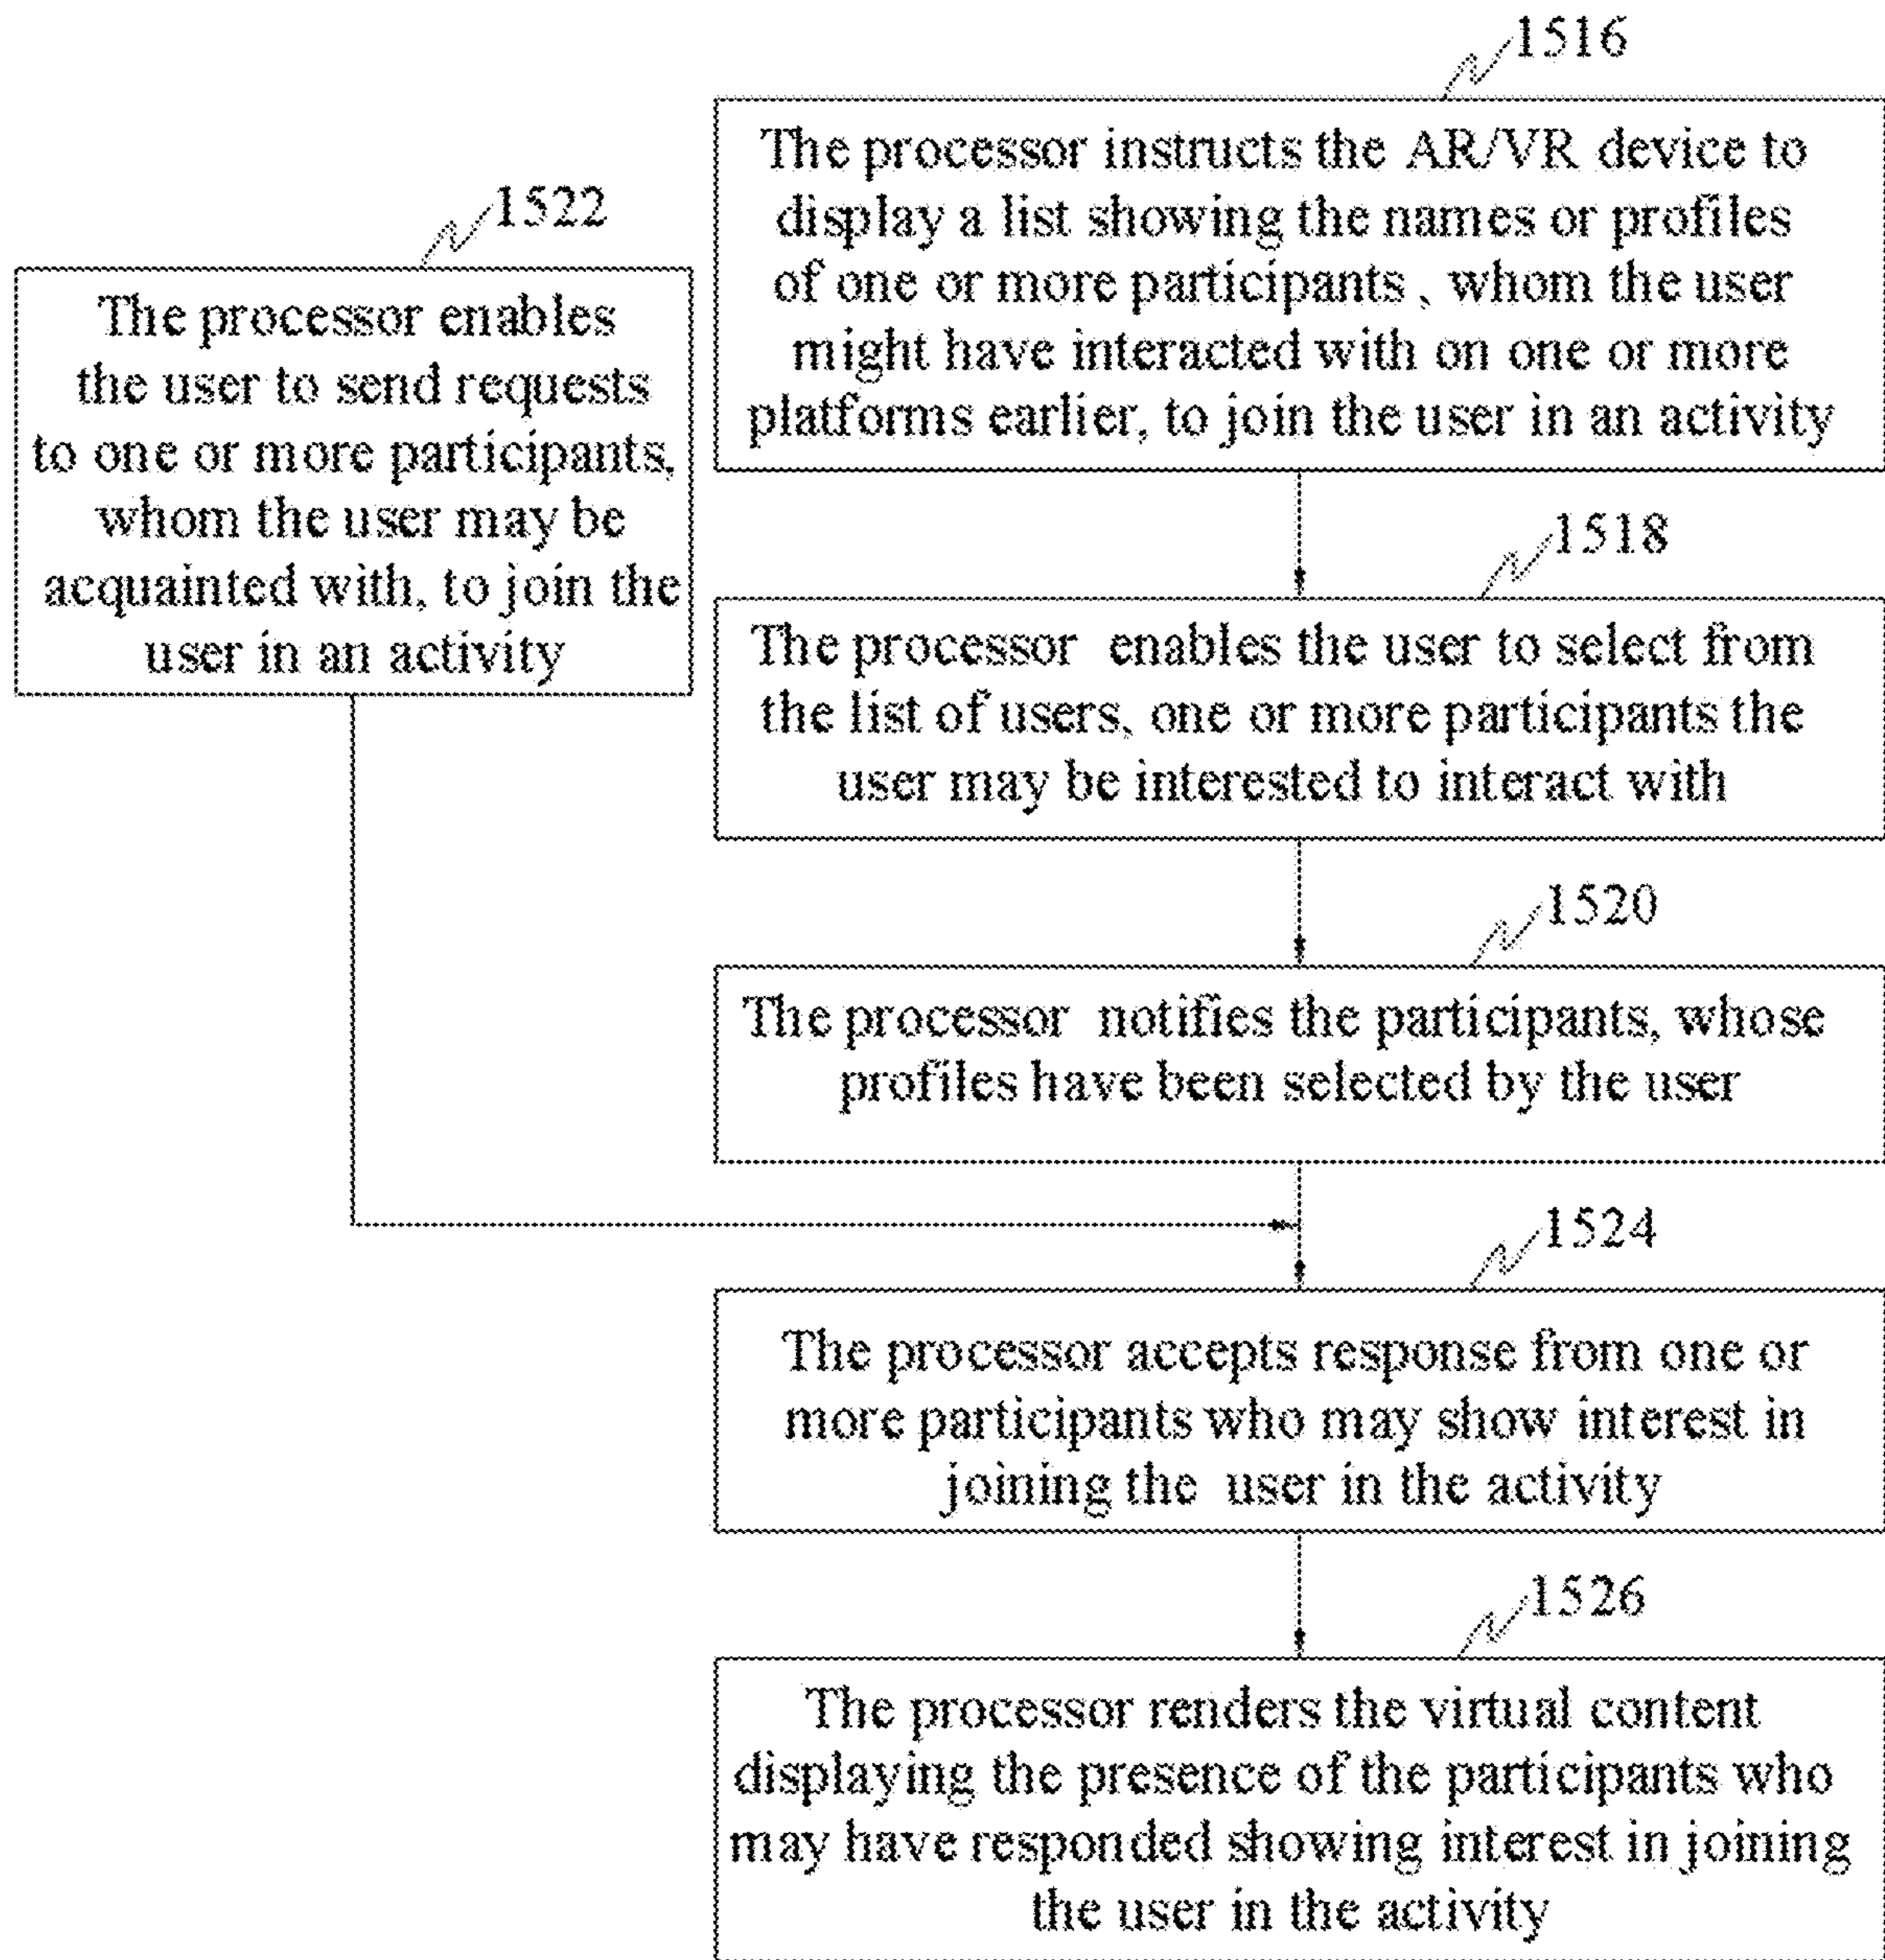 1516
The processor instructs the AR/VR device to
display a list showing the names or profiles
of one or more participants , whom the user
might have interacted with on one or more
platforms earlier, to join the user in an activity
1522
The processor enables
the user to send requests
to one or more participants,
whom the user may be
acquainted with, to join the
user in an activity
1518
The processor enables the user to select from
the list of users, one or more participants the
user may be interested to interact with
1520
The processor notifies the participants, whose
profiles have been selected by the user
1524
The processor accepts response from one or
more participants who may show interest in
joining the user in the activity
1526
The processor renders the virtual content
displaying the presence of the participants who
may have responded showing interest in joining
the user in the activity